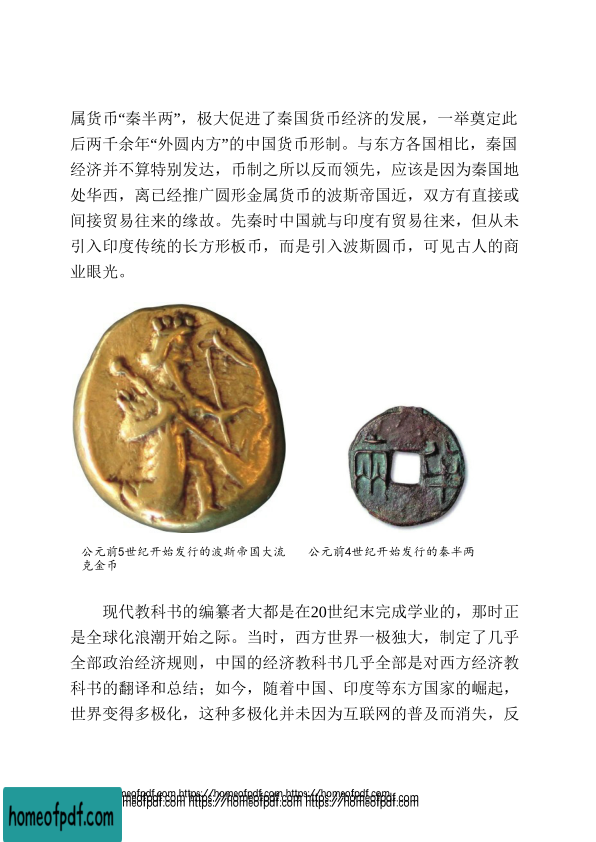 属货币“秦半两”，极大促进了秦国货币经济的发展，一举奠定此
后两千余年“外圆内方”的中国货币形制。与东方各国相比，秦国
经济并不算特别发达，币制之所以反而领先，应该是因为秦国地
处华西，离已经推广圆形金属货币的波斯帝国近，双方有直接或
间接贸易往来的缘故。先秦时中国就与印度有贸易往来，但从未
引入印度传统的长方形板币，而是引入波斯圆币，可见古人的商
业眼光。
半
兩
公元前5世纪开始发行的波斯帝国大流
克金币
公元前4世纪开始发行的秦半两
现代教科书的编纂者大都是在20世纪末完成学业的，那时正
是全球化浪潮开始之际。当时，西方世界一极独大，制定了几乎
全部政治经济规则，中国的经济教科书几乎全部是对西方经济教
科书的翻译和总结；如今，随着中国、印度等东方国家的崛起，
世界变得多极化，这种多极化并未因为互联网的普及而消失，反
homeofpdf.com https://homeofpdf.com https://homeofpdf.com
homeofpdf.com https://homeofpdf.com https://homeofpdf.com
homeofpdf.com